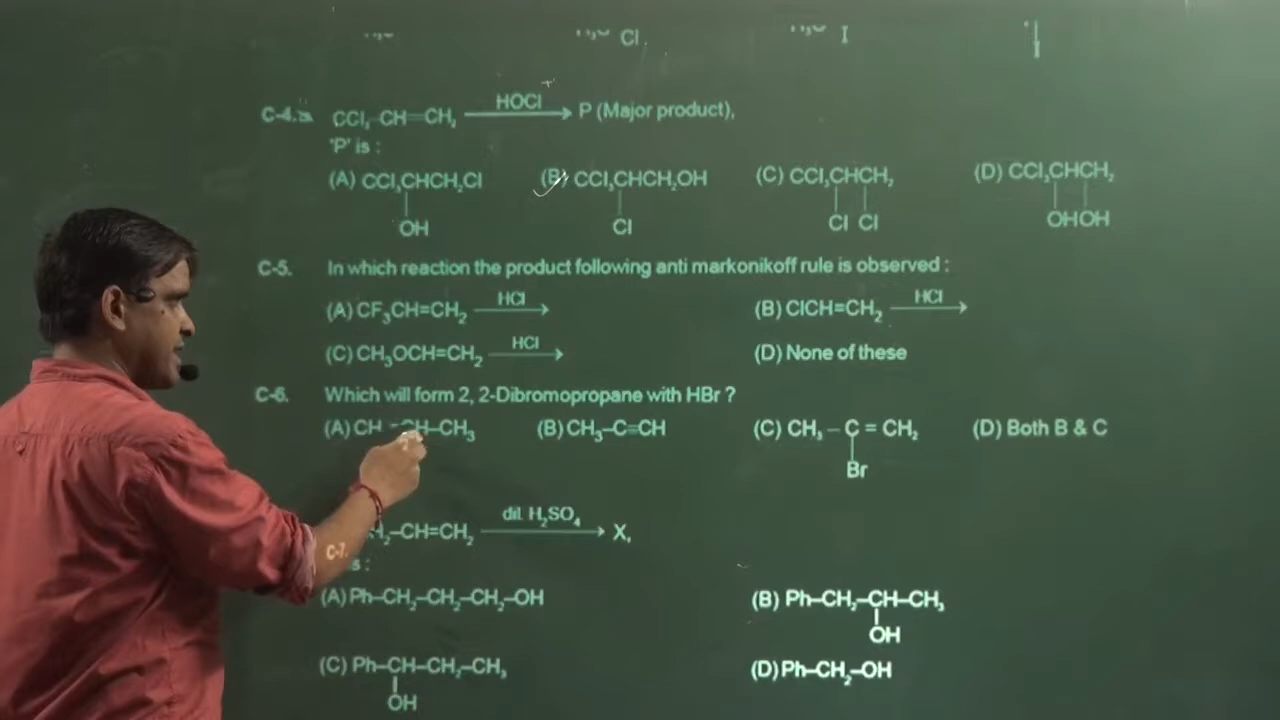 Cl
I
I
C-4. CCl₃–CH=CH₂ HOCl P (Major product),
'P' is :
(A) CCl₃CHCH₂Cl (B) CCl₃CHCH₂OH (C) CCl₃CHCH₂ (D) CCl₃CHCH₂
OH Cl Cl Cl OH OH
C-5. In which reaction the product following anti markonikoff rule is observed :
(A) CF₃CH=CH₂ HCl (B) ClCH=CH₂ HCl
(C) CH₃OCH=CH₂ HCl (D) None of these
C-6. Which will form 2, 2-Dibromopropane with HBr ?
(A) CH CH–CH₃ (B) CH₃–C≡CH (C) CH₃ – C = CH₂ (D) Both B & C
Br
C-7. –CH=CH₂ dil. H₂SO₄ X,
s :
(A) Ph–CH₂–CH₂–CH₂–OH (B) Ph–CH₂–CH–CH₃
OH
(C) Ph–CH–CH₂–CH₃ (D) Ph–CH₂–OH
OH